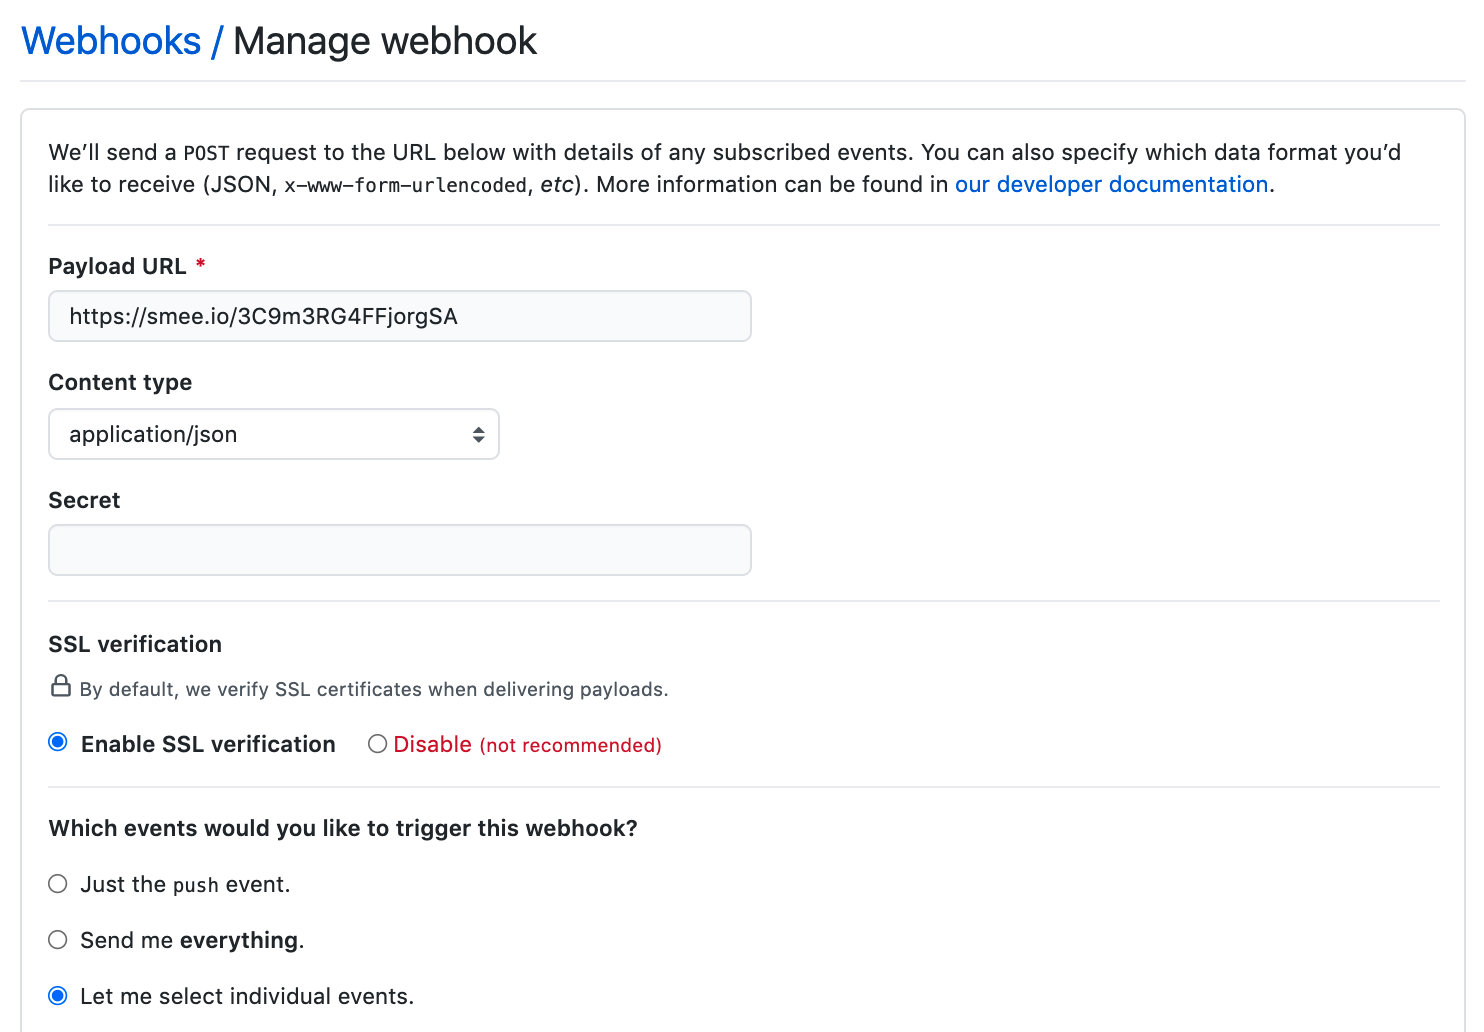 Webhooks / Manage webhook
We’ll send a POST request to the URL below with details of any subscribed events. You can also specify which data format you’d
like to receive (JSON, x-www-form-urlencoded, etc). More information can be found in our developer documentation.
Payload URL *
https://smee.io/3C9m3RG4FFjorgSA
Content type
application/json
Secret
SSL verification
By default, we verify SSL certificates when delivering payloads.
Enable SSL verification Disable (not recommended)
Which events would you like to trigger this webhook?
Just the push event.
Send me everything.
Let me select individual events.